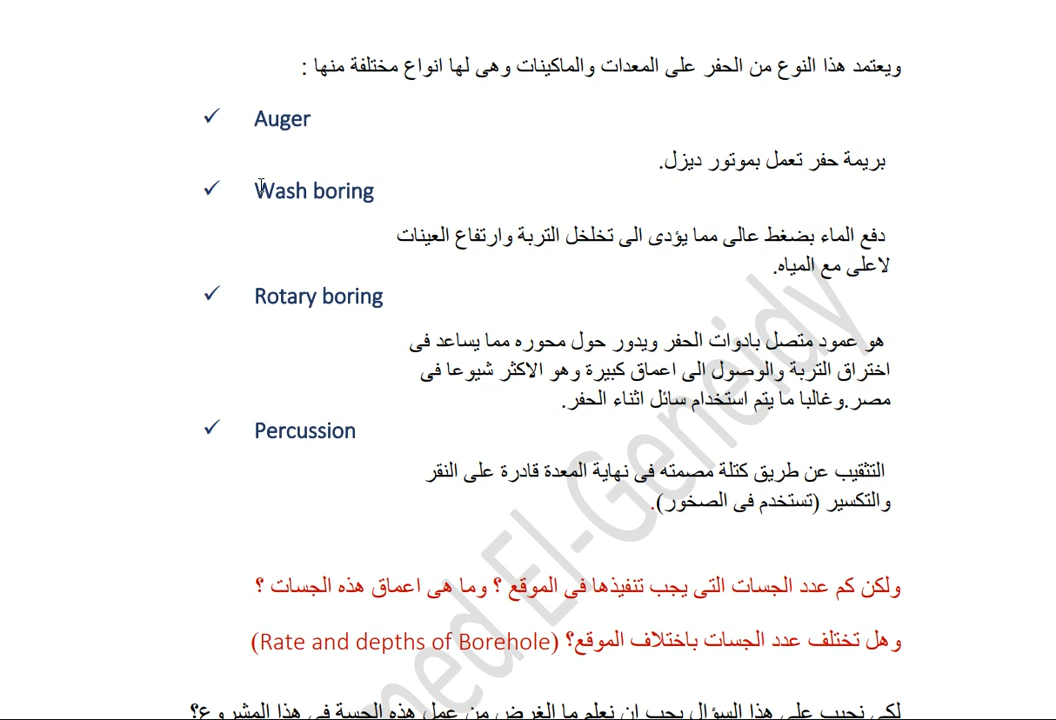 ويعتمد هذا النوع من الحفر على المعدات والماكينات وهى لها انواع مختلفة منها :
✓ Auger
بريمة حفر تعمل بموتور ديزل.
✓ Wash boring
دفع الماء بضغط عالى مما يؤدى الى تخلخل التربة وارتفاع العينات
لاعلى مع المياه.
✓ Rotary boring
هو عمود متصل بادوات الحفر ويدور حول محوره مما يساعد فى
اختراق التربة والوصول الى اعماق كبيرة وهو الاكثر شيوعا فى
مصر.وغالبا ما يتم استخدام سائل اثناء الحفر.
✓ Percussion
التثقيب عن طريق كتلة مصمته فى نهاية المعدة قادرة على النقر
والتكسير (تستخدم فى الصخور).
ولكن كم عدد الجسات التى يجب تنفيذها فى الموقع ؟ وما هى اعماق هذه الجسات ؟
وهل تختلف عدد الجسات باختلاف الموقع؟ (Rate and depths of Borehole)
لكى نجيب على هذا السؤال يجب ان نعلم ما الغرض من عمل هذه الجسة فى هذا المشروع؟
med El-Geneidy